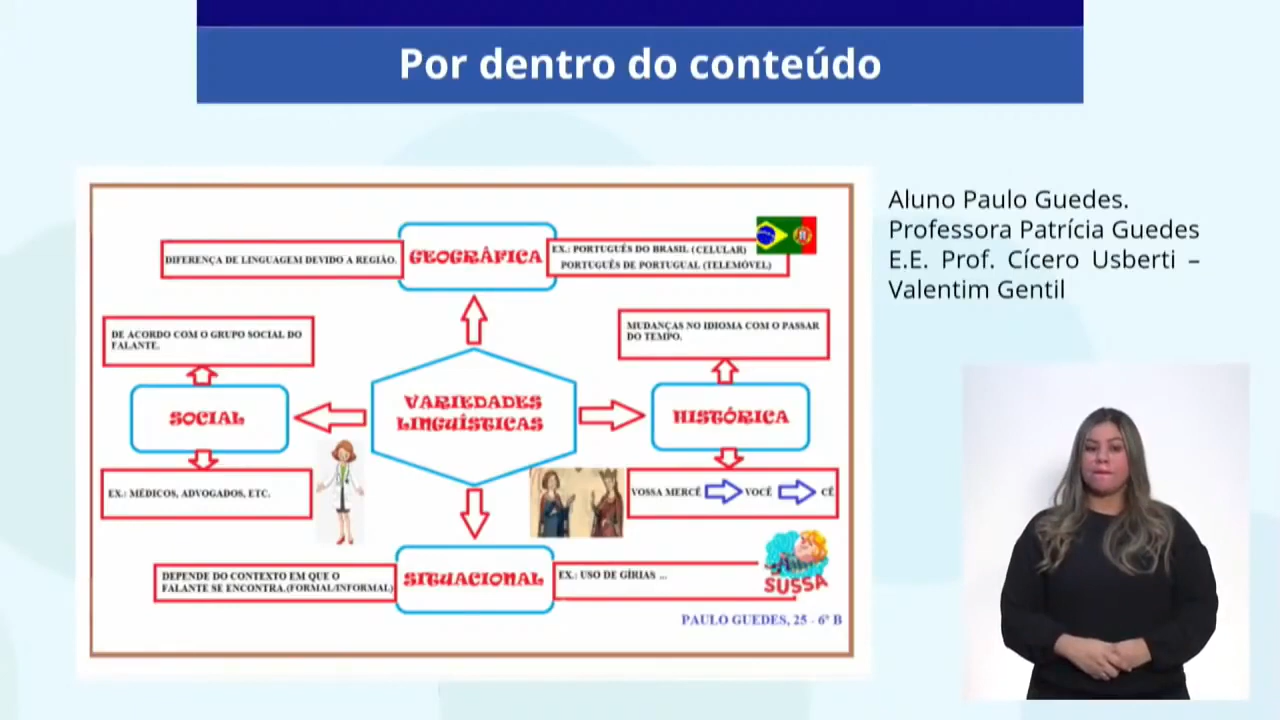 Por dentro do conteúdo
Aluno Paulo Guedes.
Professora Patrícia Guedes
E.E. Prof. Cícero Usberti –
Valentim Gentil
DIFERENÇA DE LINGUAGEM DEVIDO A REGIÃO.
GEOGRÁFICA
EX.: PORTUGUÊS DO BRASIL (CELULAR)
PORTUGUÊS DE PORTUGUAL (TELEMÓVEL)
DE ACORDO COM O GRUPO SOCIAL DO
FALANTE.
MUDANÇAS NO IDIOMA COM O PASSAR
DO TEMPO.
SOCIAL
VARIEDADES
LINGUÍSTICAS
HISTÓRICA
EX.: MÉDICOS, ADVOGADOS, ETC.
VOSSA MERCÊ VOCÊ CÊ
DEPENDE DO CONTEXTO EM QUE O
FALANTE SE ENCONTRA.(FORMAL/INFORMAL)
SITUACIONAL
EX.: USO DE GÍRIAS ...
SUSSA
PAULO GUEDES, 25 - 6º B